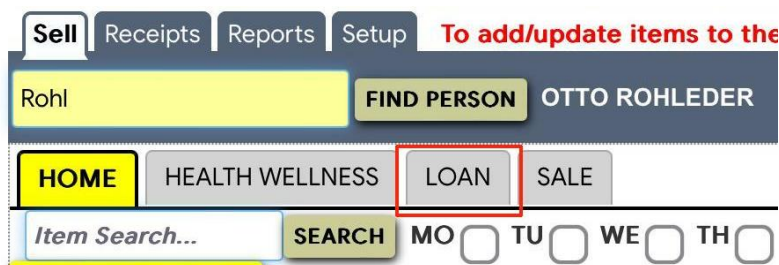 Sell Receipts Reports Setup To add/update items to the
Rohl FIND PERSON OTTO ROHLEDER
HOME HEALTH WELLNESS LOAN SALE
Item Search... SEARCH MO TU WE TH